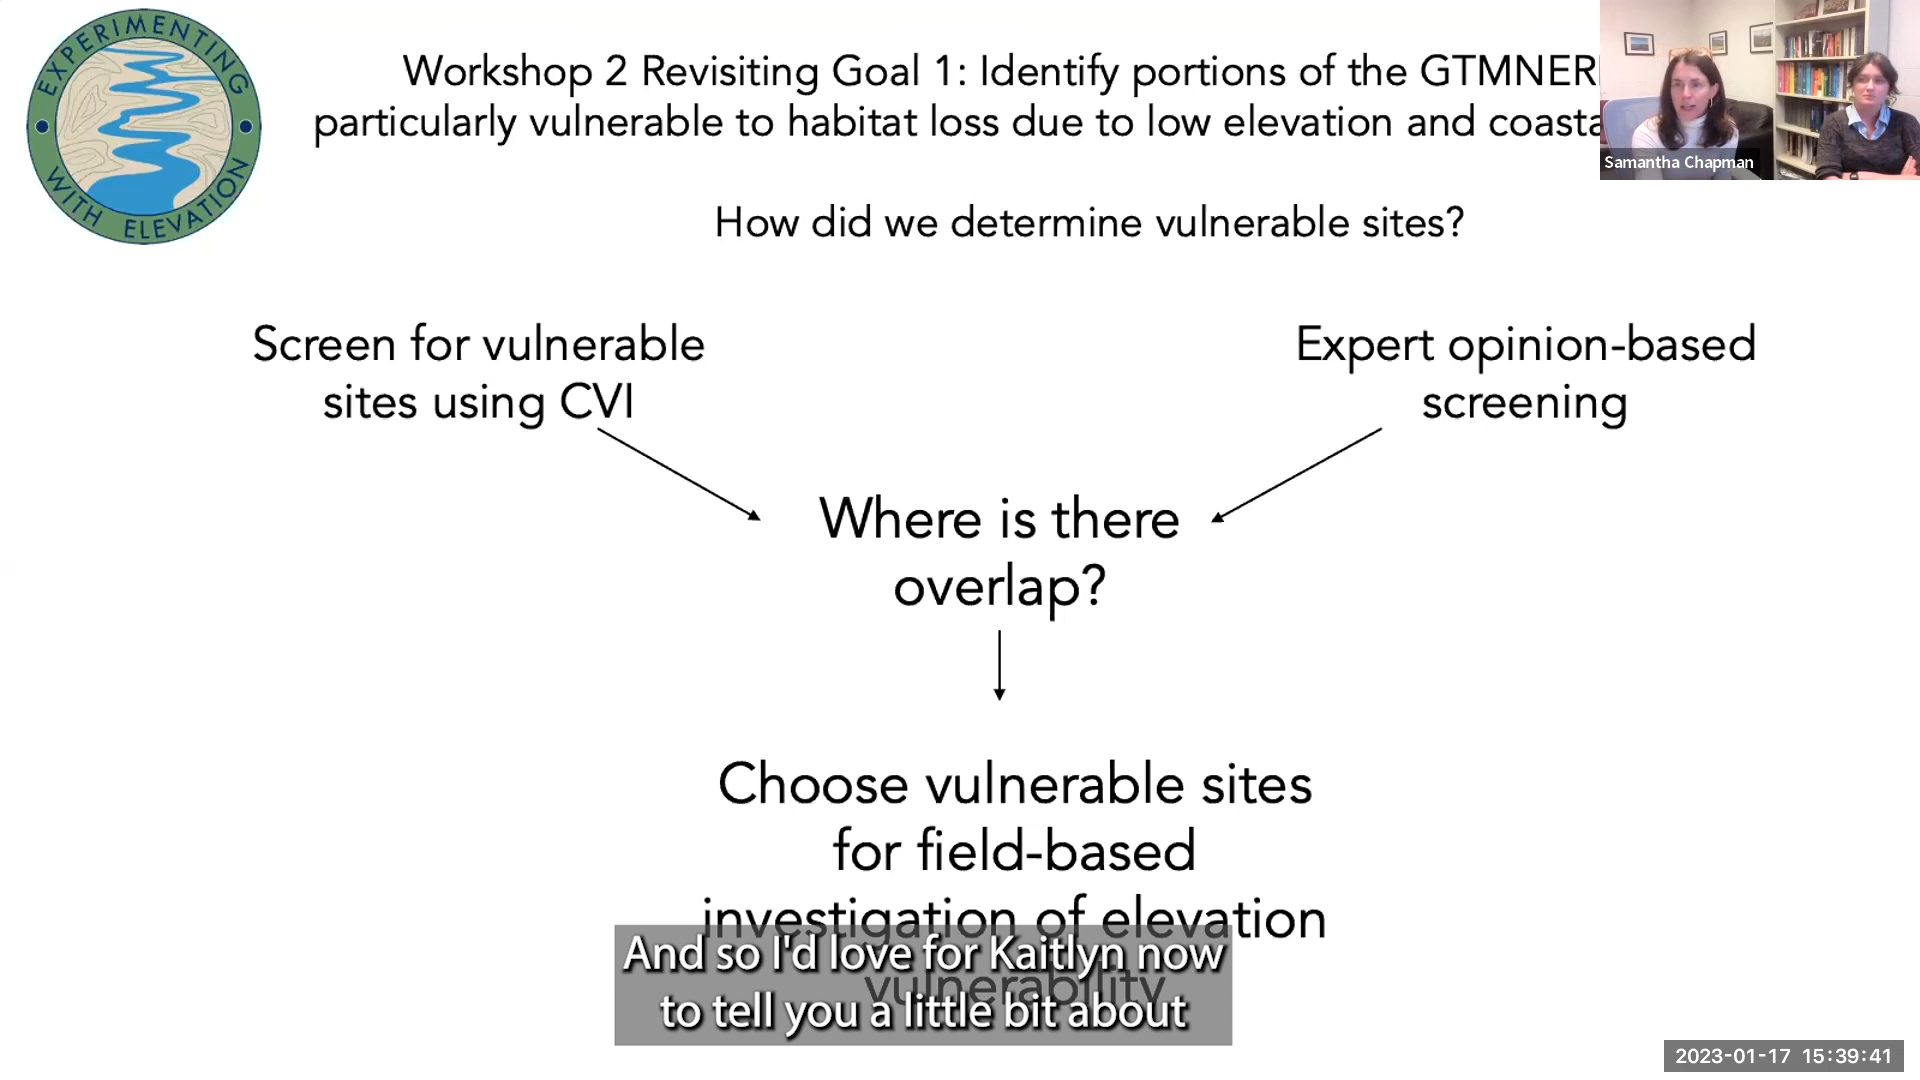 EXPERIMENTING
WITH ELEVATION
Workshop 2 Revisiting Goal 1: Identify portions of the GTMNER
particularly vulnerable to habitat loss due to low elevation and coasta
Samantha Chapman
How did we determine vulnerable sites?
Screen for vulnerable
sites using CVI
Expert opinion-based
screening
Where is there
overlap?
Choose vulnerable sites
for field-based
investigation of elevation
vulnerability
And so I'd love for Kaitlyn now
to tell you a little bit about
2023-01-17 15:39:41